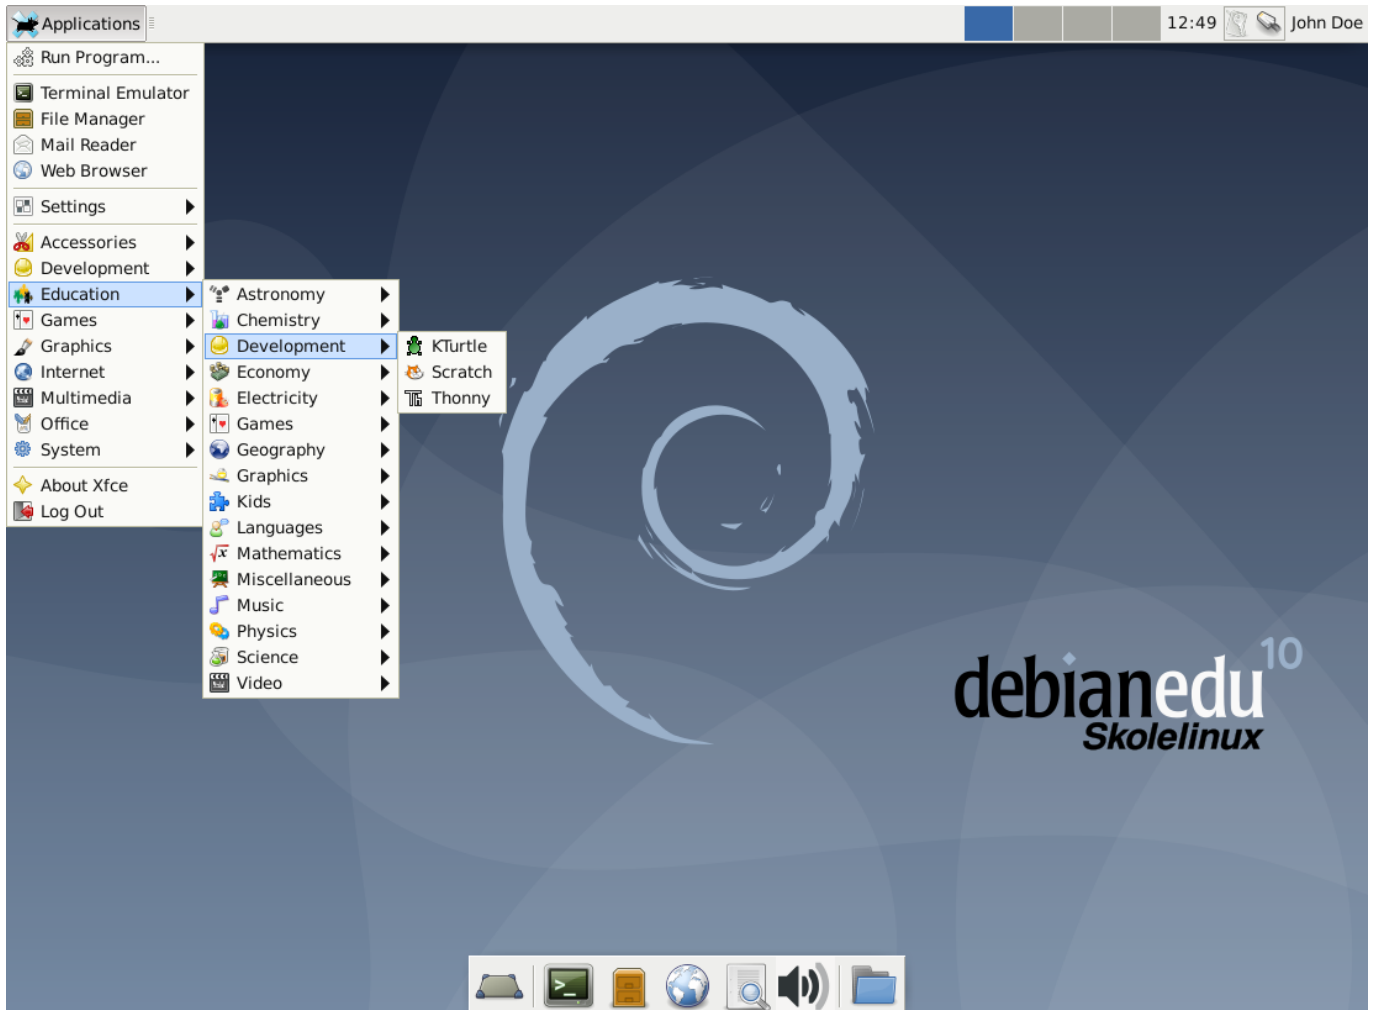 Applications
12:49
John Doe
Run Program...
Terminal Emulator
File Manager
Mail Reader
Web Browser
Settings
Accessories
Development
Education
Games
Graphics
Internet
Multimedia
Office
System
About Xfce
Log Out
Astronomy
Chemistry
Development
Economy
Electricity
Games
Geography
Graphics
Kids
Languages
Mathematics
Miscellaneous
Music
Physics
Science
Video
KTurtle
Scratch
Thonny
debianedu 10
Skolelinux